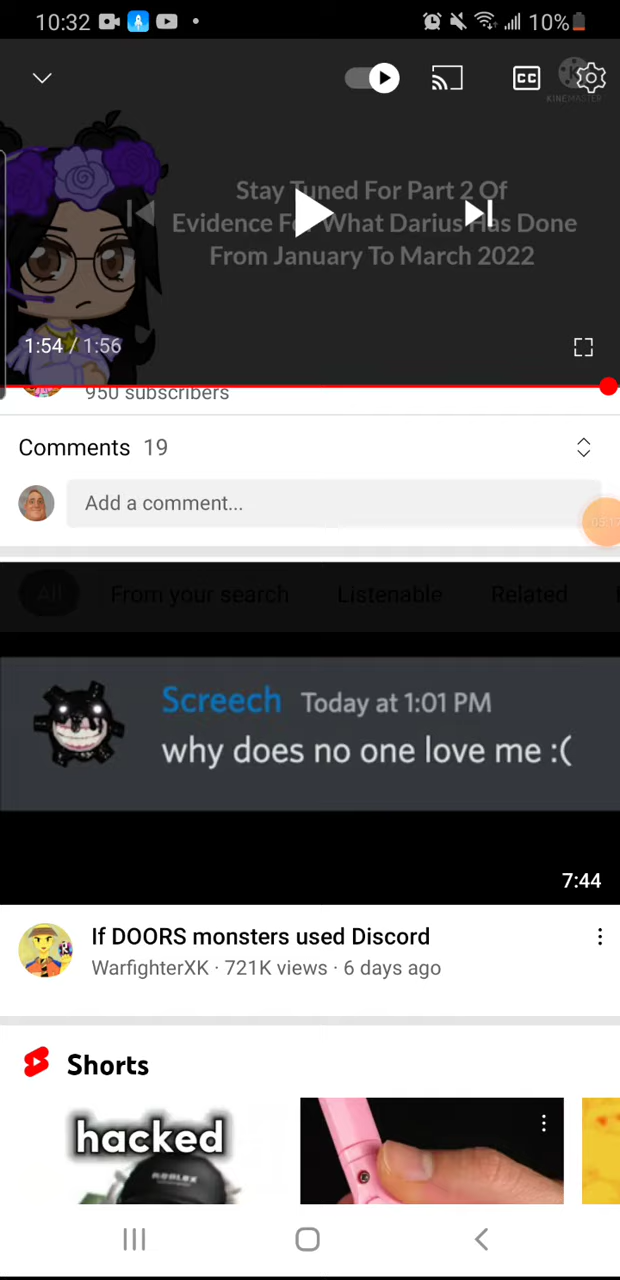 10:32
10%
CC
KINEMASTER
Stay Tuned For Part 2 Of
Evidence For What Darius Has Done
From January To March 2022
1:54 / 1:56
950 subscribers
Comments 19
Add a comment...
All From your search Listenable Related
Screech Today at 1:01 PM
why does no one love me :(
7:44
If DOORS monsters used Discord
WarfighterXK · 721K views · 6 days ago
Shorts
hacked
ROBLOX